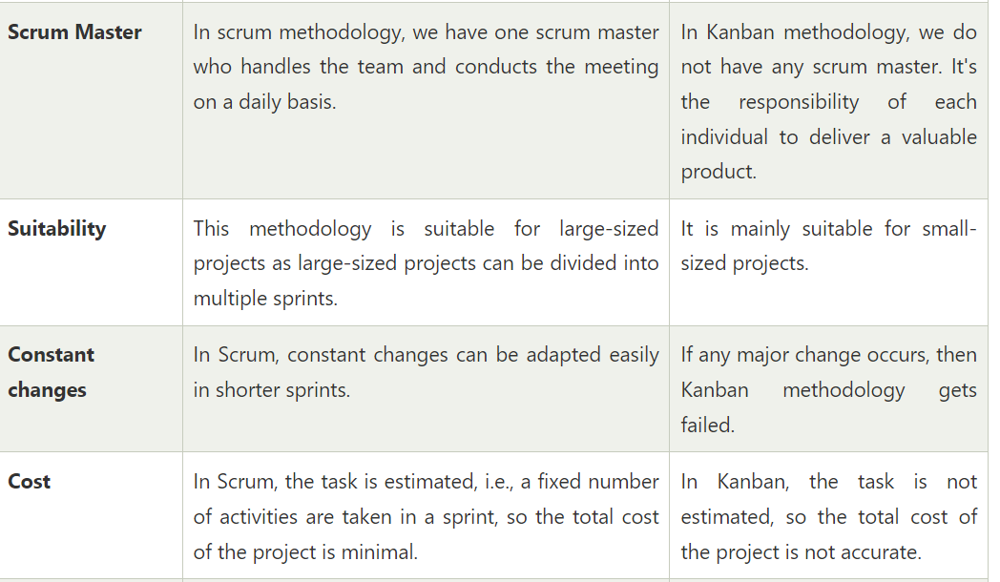 Scrum Master
In scrum methodology, we have one scrum master
who handles the team and conducts the meeting
on a daily basis.
In Kanban methodology, we do
not have any scrum master. It's
the responsibility of each
individual to deliver a valuable
product.
Suitability
This methodology is suitable for large-sized
projects as large-sized projects can be divided into
multiple sprints.
It is mainly suitable for small-
sized projects.
Constant
changes
In Scrum, constant changes can be adapted easily
in shorter sprints.
If any major change occurs, then
Kanban methodology gets
failed.
Cost
In Scrum, the task is estimated, i.e., a fixed number
of activities are taken in a sprint, so the total cost
of the project is minimal.
In Kanban, the task is not
estimated, so the total cost of
the project is not accurate.